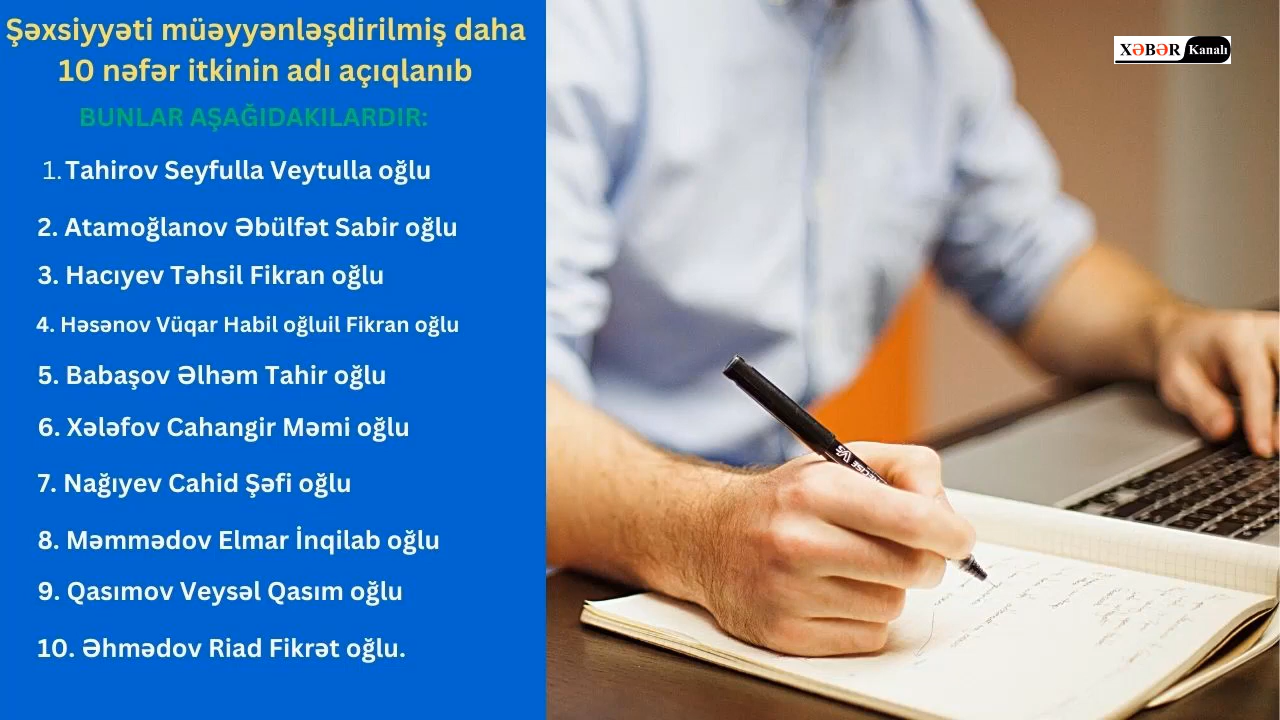 Şəxsiyyəti müəyyənləşdirilmiş daha
10 nəfər itkinin adı açıqlanıb
BUNLAR AŞAĞIDAKILARDIR:
1. Tahirov Seyfulla Veytulla oğlu
2. Atamoğlanov Əbülfət Sabir oğlu
3. Hacıyev Təhsil Fikran oğlu
4. Həsənov Vüqar Habil oğluil Fikran oğlu
5. Babaşov Əlhəm Tahir oğlu
6. Xələfov Cahangir Məmi oğlu
7. Nağıyev Cahid Şəfi oğlu
8. Məmmədov Elmar İnqilab oğlu
9. Qasımov Veysəl Qasım oğlu
10. Əhmədov Riad Fikrət oğlu.
XƏBƏR Kanalı